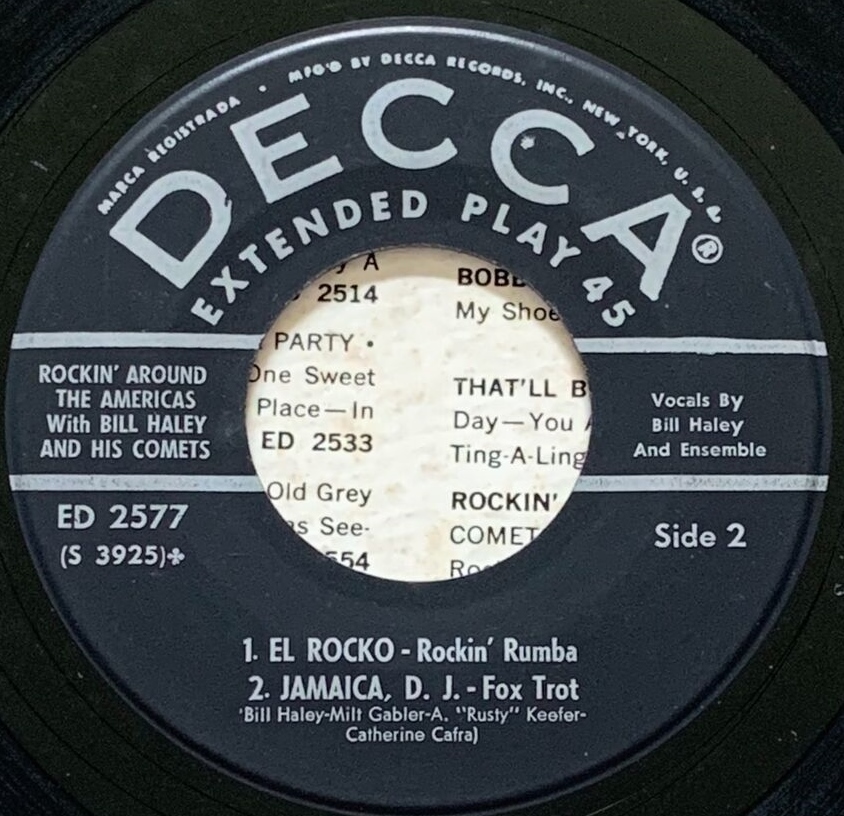 MARCA REGISTRADA • MFG'D BY DECCA RECORDS, INC., NEW YORK, U. S. A.
DECCA®
EXTENDED PLAY 45
ROCKIN' AROUND
THE AMERICAS
With BILL HALEY
AND HIS COMETS
Vocals By
Bill Haley
And Ensemble
ED 2577
(S 3925)✤
Side 2
A
2514
PARTY •
One Sweet
Place—In
ED 2533
Old Grey
See-
BOBB
My Shoe
THAT'LL B
Day—You
Ting-A-Ling
ROCKIN'
COMET
1. EL ROCKO - Rockin' Rumba
2. JAMAICA, D. J. - Fox Trot
'Bill Haley-Milt Gabler-A. "Rusty" Keefer-
Catherine Cafra)